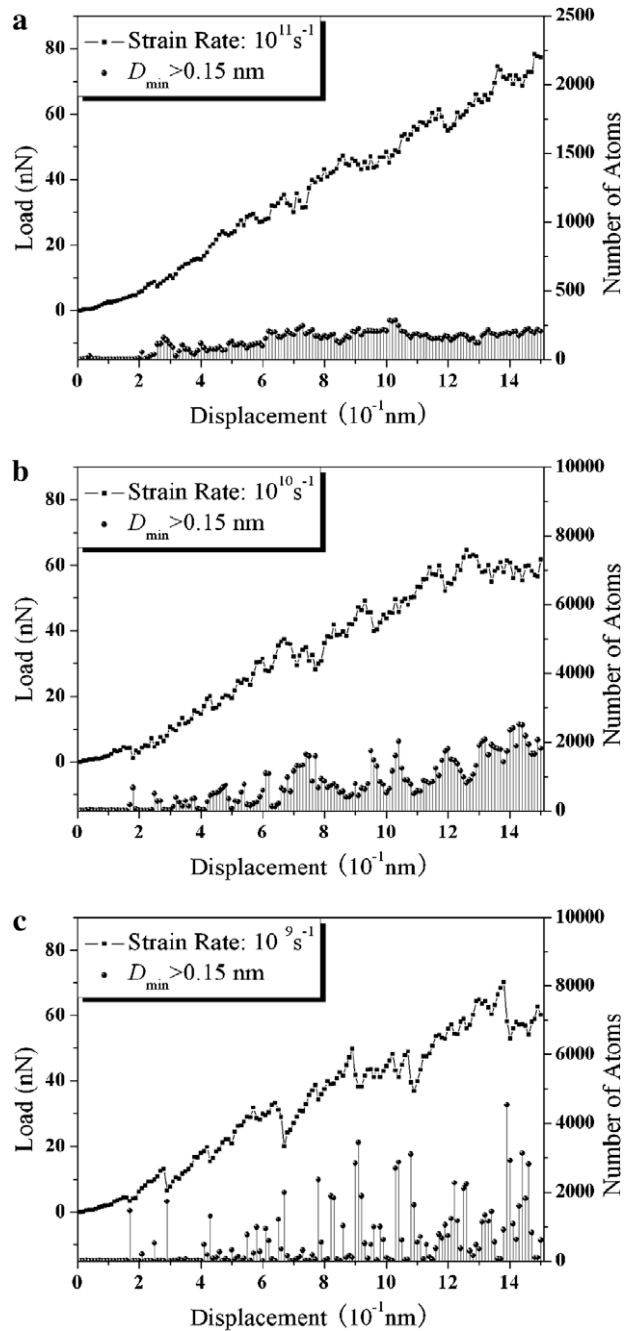 a
Strain Rate: 10¹¹s⁻¹
D_min>0.15 nm
Load (nN)
80
60
40
20
0
Number of Atoms
2500
2000
1500
1000
500
0
0 2 4 6 8 10 12 14
Displacement (10⁻¹nm)
b
Strain Rate: 10¹⁰s⁻¹
D_min>0.15 nm
Load (nN)
80
60
40
20
0
Number of Atoms
10000
8000
6000
4000
2000
0
0 2 4 6 8 10 12 14
Displacement (10⁻¹nm)
c
Strain Rate: 10⁹s⁻¹
D_min>0.15 nm
Load (nN)
80
60
40
20
0
Number of Atoms
10000
8000
6000
4000
2000
0
0 2 4 6 8 10 12 14
Displacement (10⁻¹nm)